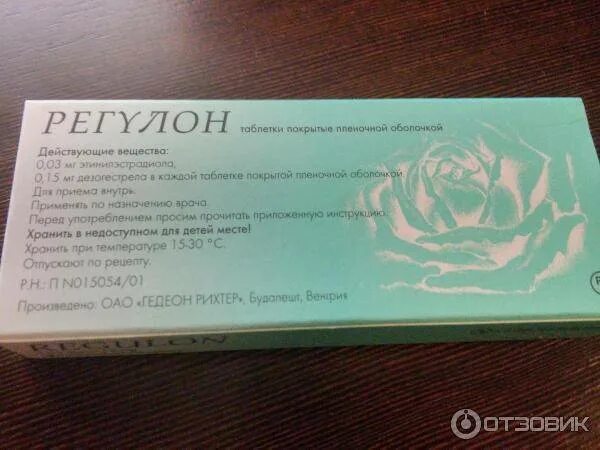 РЕГУЛОН таблетки покрытые пленочной оболочкой
Действующие вещества:
0,03 мг этинилэстрадиола,
0,15 мг дезогестрела в каждой таблетке покрытой пленочной оболочкой.
Для приема внутрь.
Применять по назначению врача.
Перед употреблением просим прочитать приложенную инструкцию.
Хранить в недоступном для детей месте!
Хранить при температуре 15-30 °С.
Отпускают по рецепту.
Р.Н.: П N015054/01
Произведено: ОАО "ГЕДЕОН РИХТЕР", Будапешт, Венгрия
REGULON
ОТЗОВИК